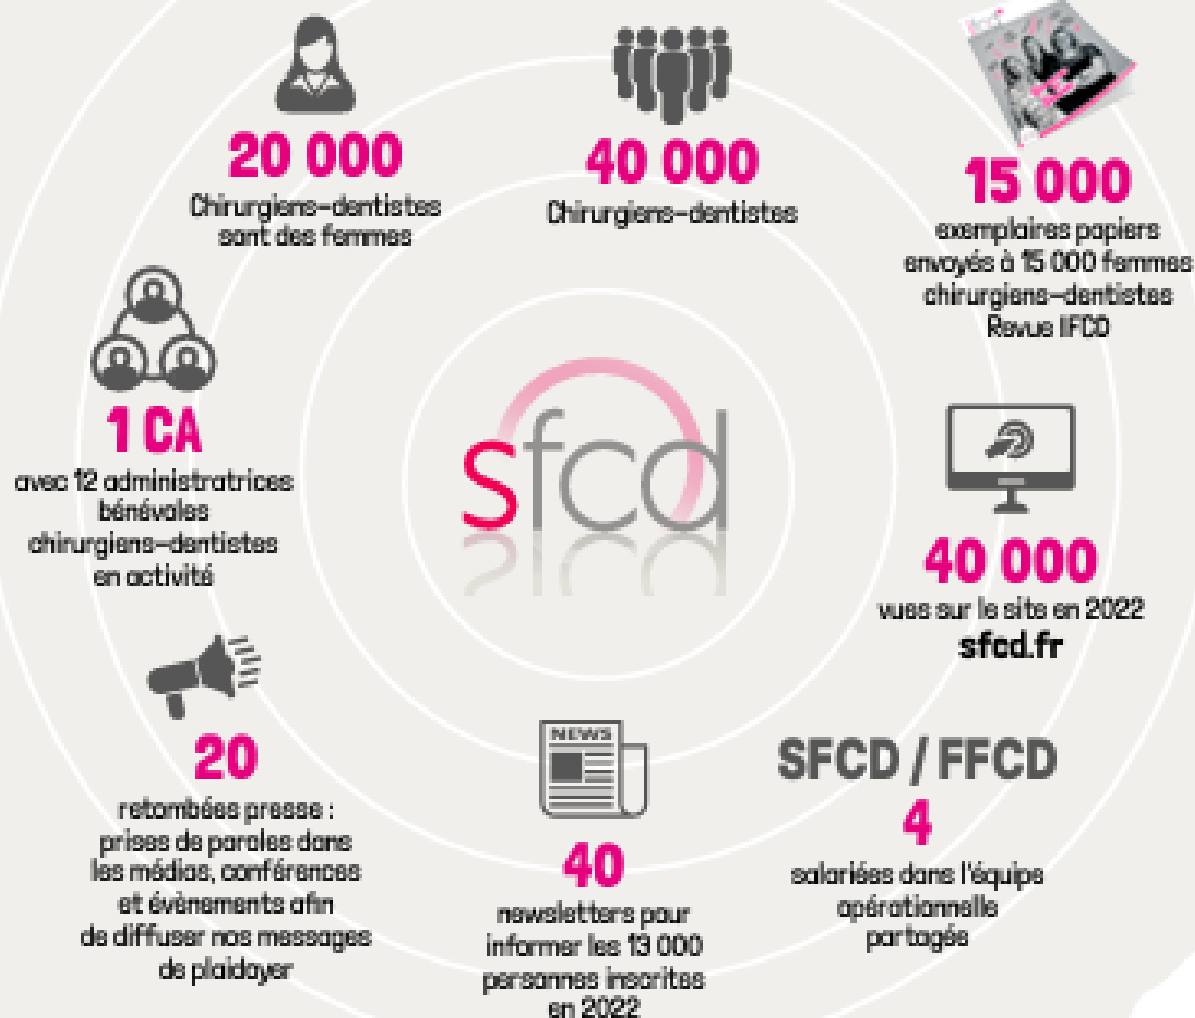 20 000
Chirurgiens-dentistes
sont des femmes
40 000
Chirurgiens-dentistes
15 000
exemplaires papiers
envoyés à 15 000 femmes
chirurgiens-dentistes
Revue IFCD
1 CA
avec 12 administratrices
bénévoles
chirurgiens-dentistes
en activité
sfcd
40 000
vues sur le site en 2022
sfcd.fr
20
retombées presse :
prises de paroles dans
les médias, conférences
et évènements afin
de diffuser nos messages
de plaidoyer
NEWS
40
newsletters pour
informer les 13 000
personnes inscrites
en 2022
SFCD / FFCD
4
salariées dans l'équipe
opérationnelle
partagée